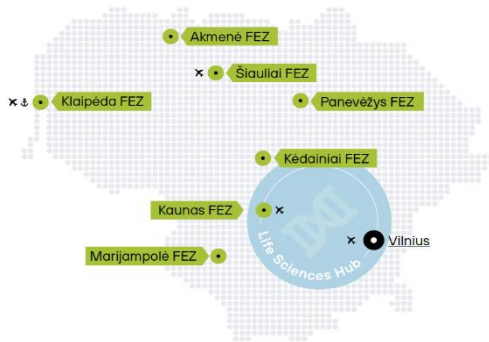 Akmenė FEZ
Šiauliai FEZ
Klaipėda FEZ
Panevėžys FEZ
Kėdainiai FEZ
Kaunas FEZ
Life Sciences Hub
Vilnius
Marijampolė FEZ